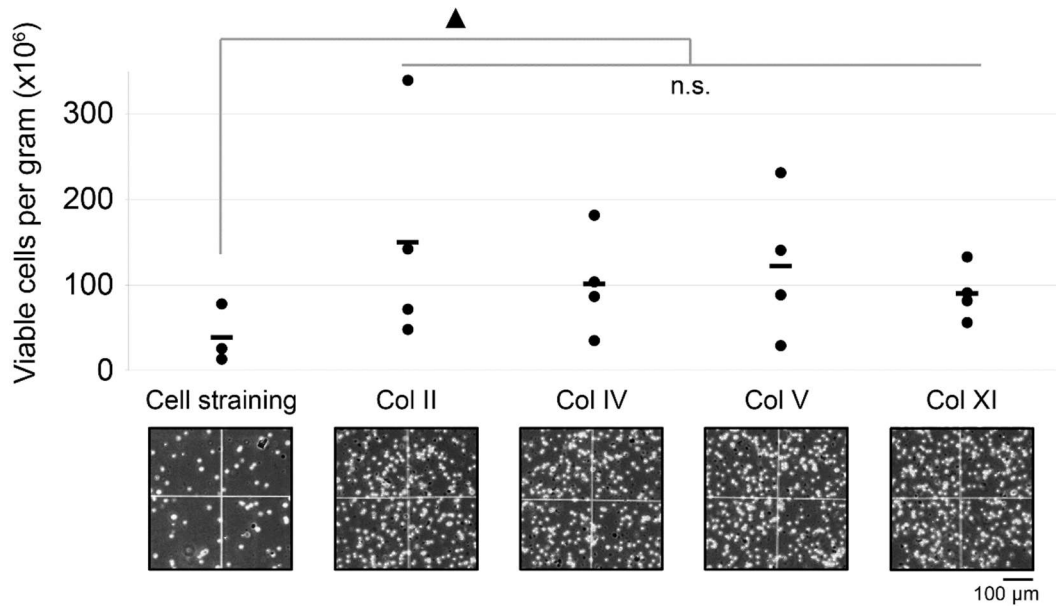 ▲
n.s.
Viable cells per gram (x10⁶)
300
200
100
0
Cell straining Col II Col IV Col V Col XI
100 µm